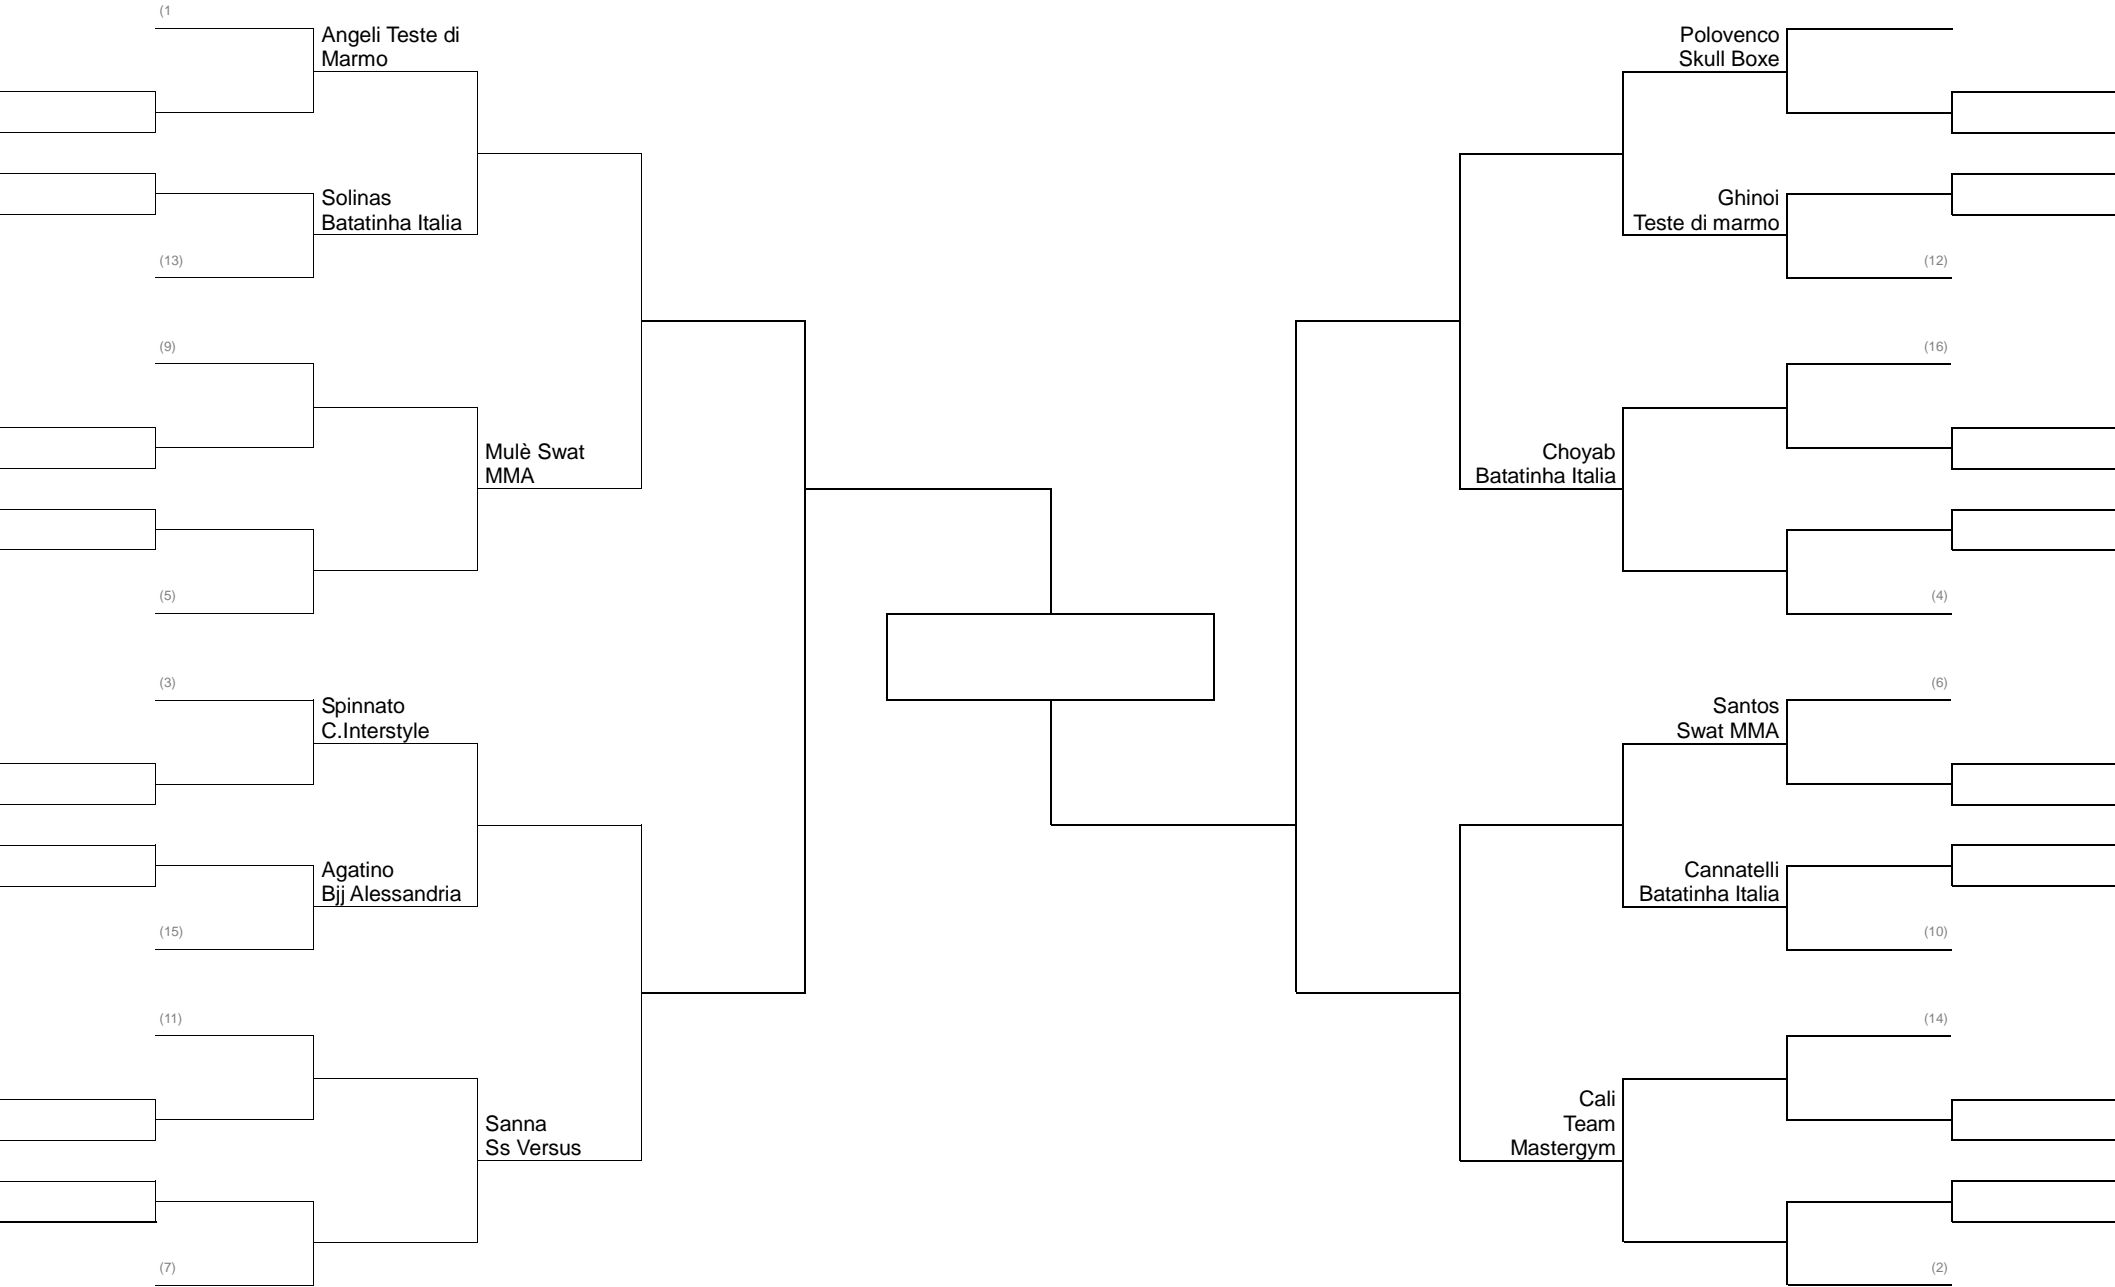 (1
Angeli Teste di
Marmo
Solinas
Batatinha Italia
(13)
(9)
Mulè Swat
MMA
(5)
(3)
Spinnato
C.Interstyle
Agatino
Bjj Alessandria
(15)
(11)
Sanna
Ss Versus
(7)
Polovenco
Skull Boxe
Ghinoi
Teste di marmo
(12)
(16)
Choyab
Batatinha Italia
(4)
(6)
Santos
Swat MMA
Cannatelli
Batatinha Italia
(10)
(14)
Cali
Team
Mastergym
(2)